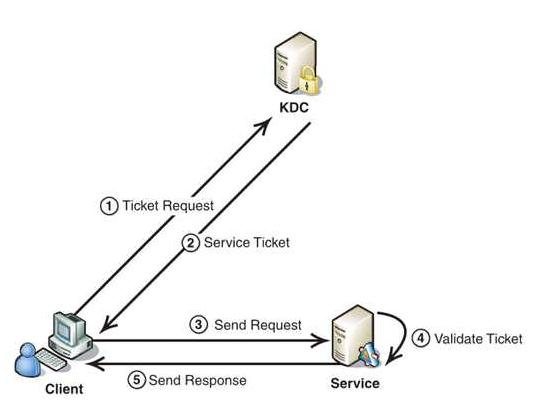 KDC
① Ticket Request
② Service Ticket
③ Send Request
④ Validate Ticket
⑤ Send Response
Client
Service